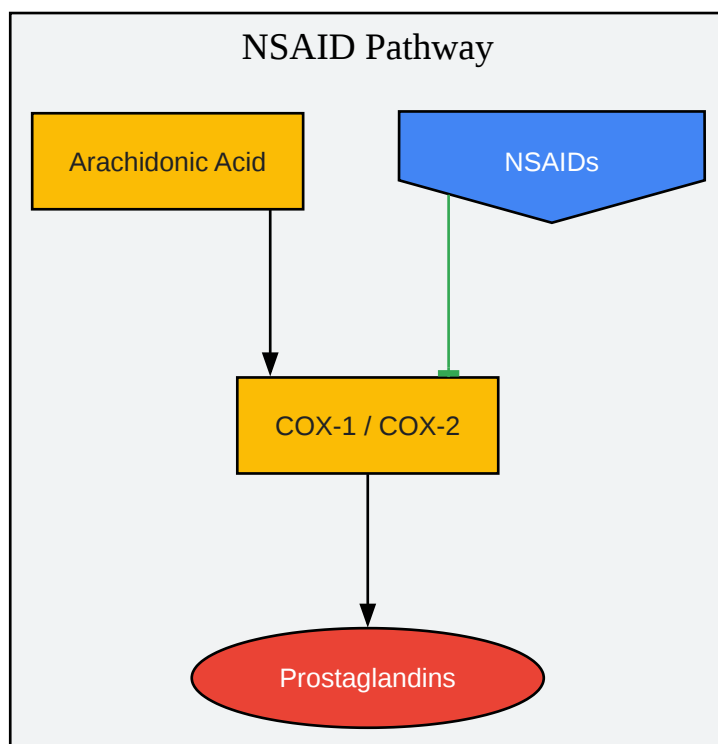 NSAID Pathway
Arachidonic Acid
NSAIDs
COX-1 / COX-2
Prostaglandins